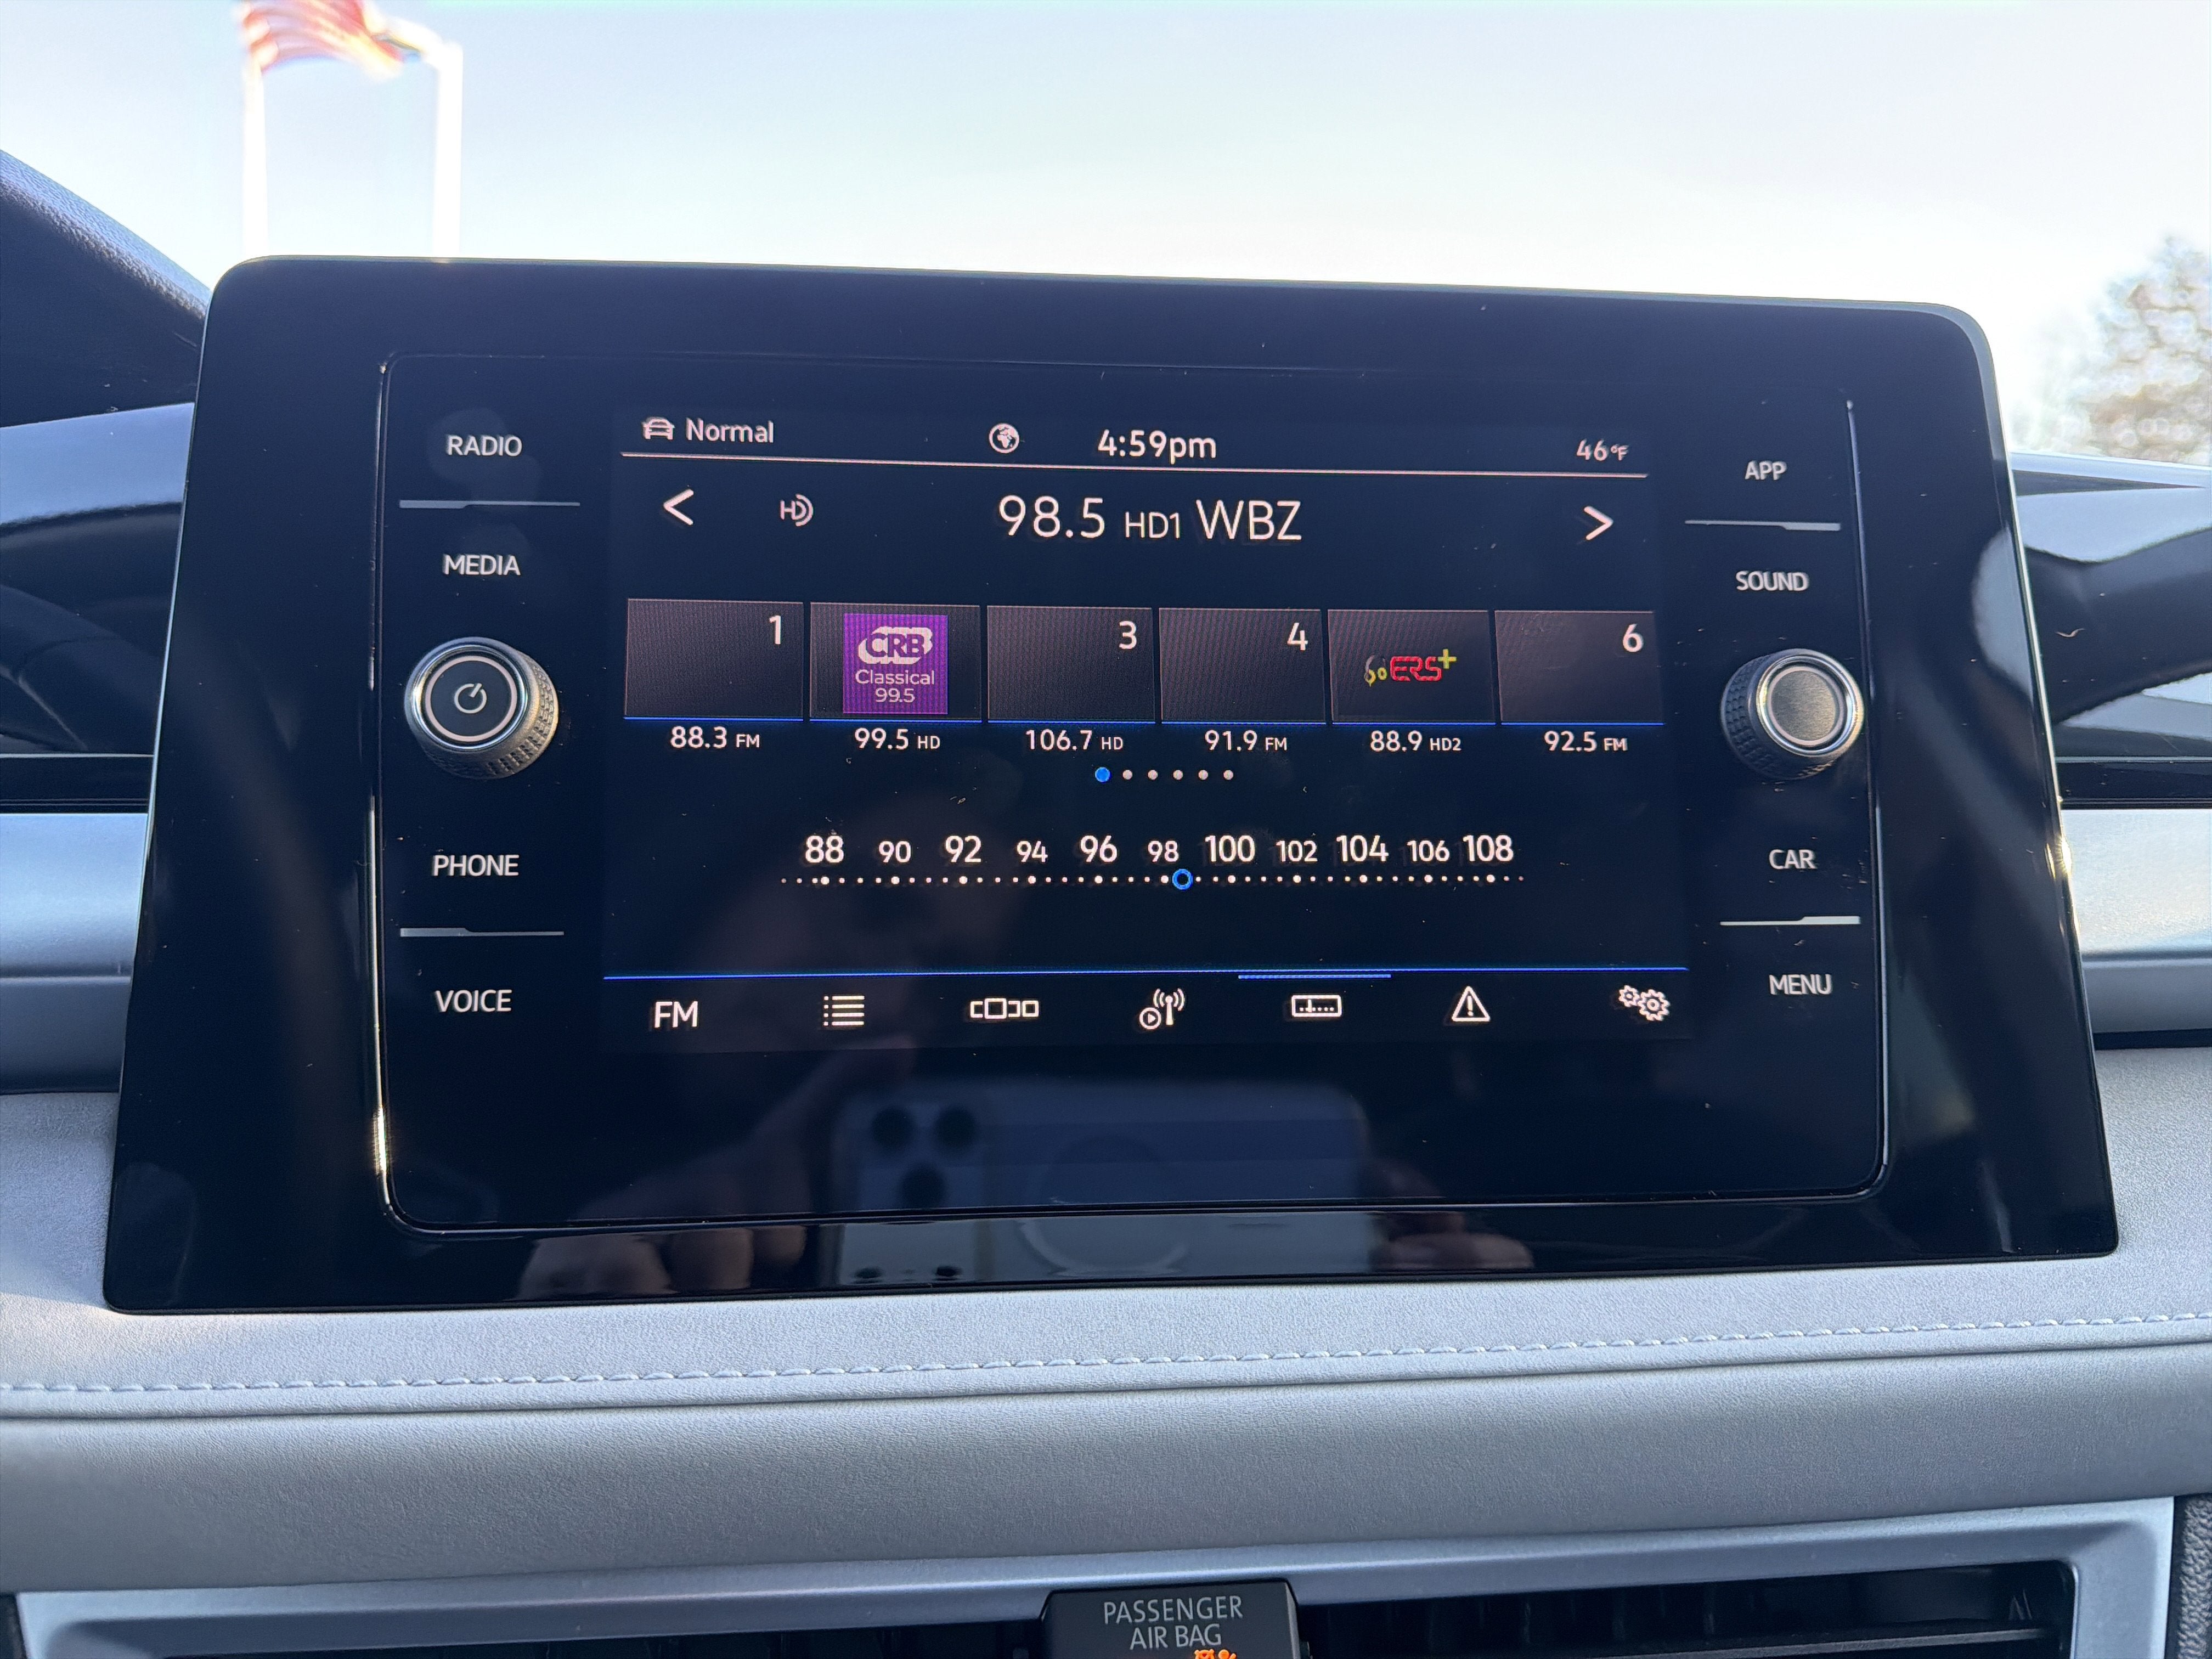 RADIO
MEDIA
PHONE
VOICE
Normal
4:59pm
46°F
< HD 98.5 HD1 WBZ >
1
CRB
Classical
99.5
3
4
ERS+
6
88.3 FM
99.5 HD
106.7 HD
91.9 FM
88.9 HD2
92.5 FM
88 90 92 94 96 98 100 102 104 106 108
FM
APP
SOUND
CAR
MENU
PASSENGER
AIR BAG